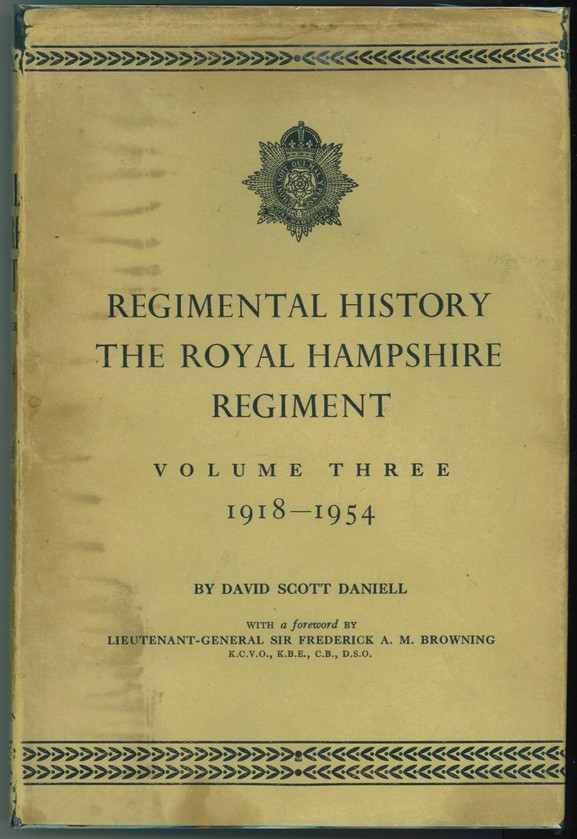 REGIMENTAL HISTORY
THE ROYAL HAMPSHIRE
REGIMENT
VOLUME THREE
1918—1954
BY DAVID SCOTT DANIELL
WITH a foreword BY
LIEUTENANT-GENERAL SIR FREDERICK A. M. BROWNING
K.C.V.O., K.B.E., C.B., D.S.O.